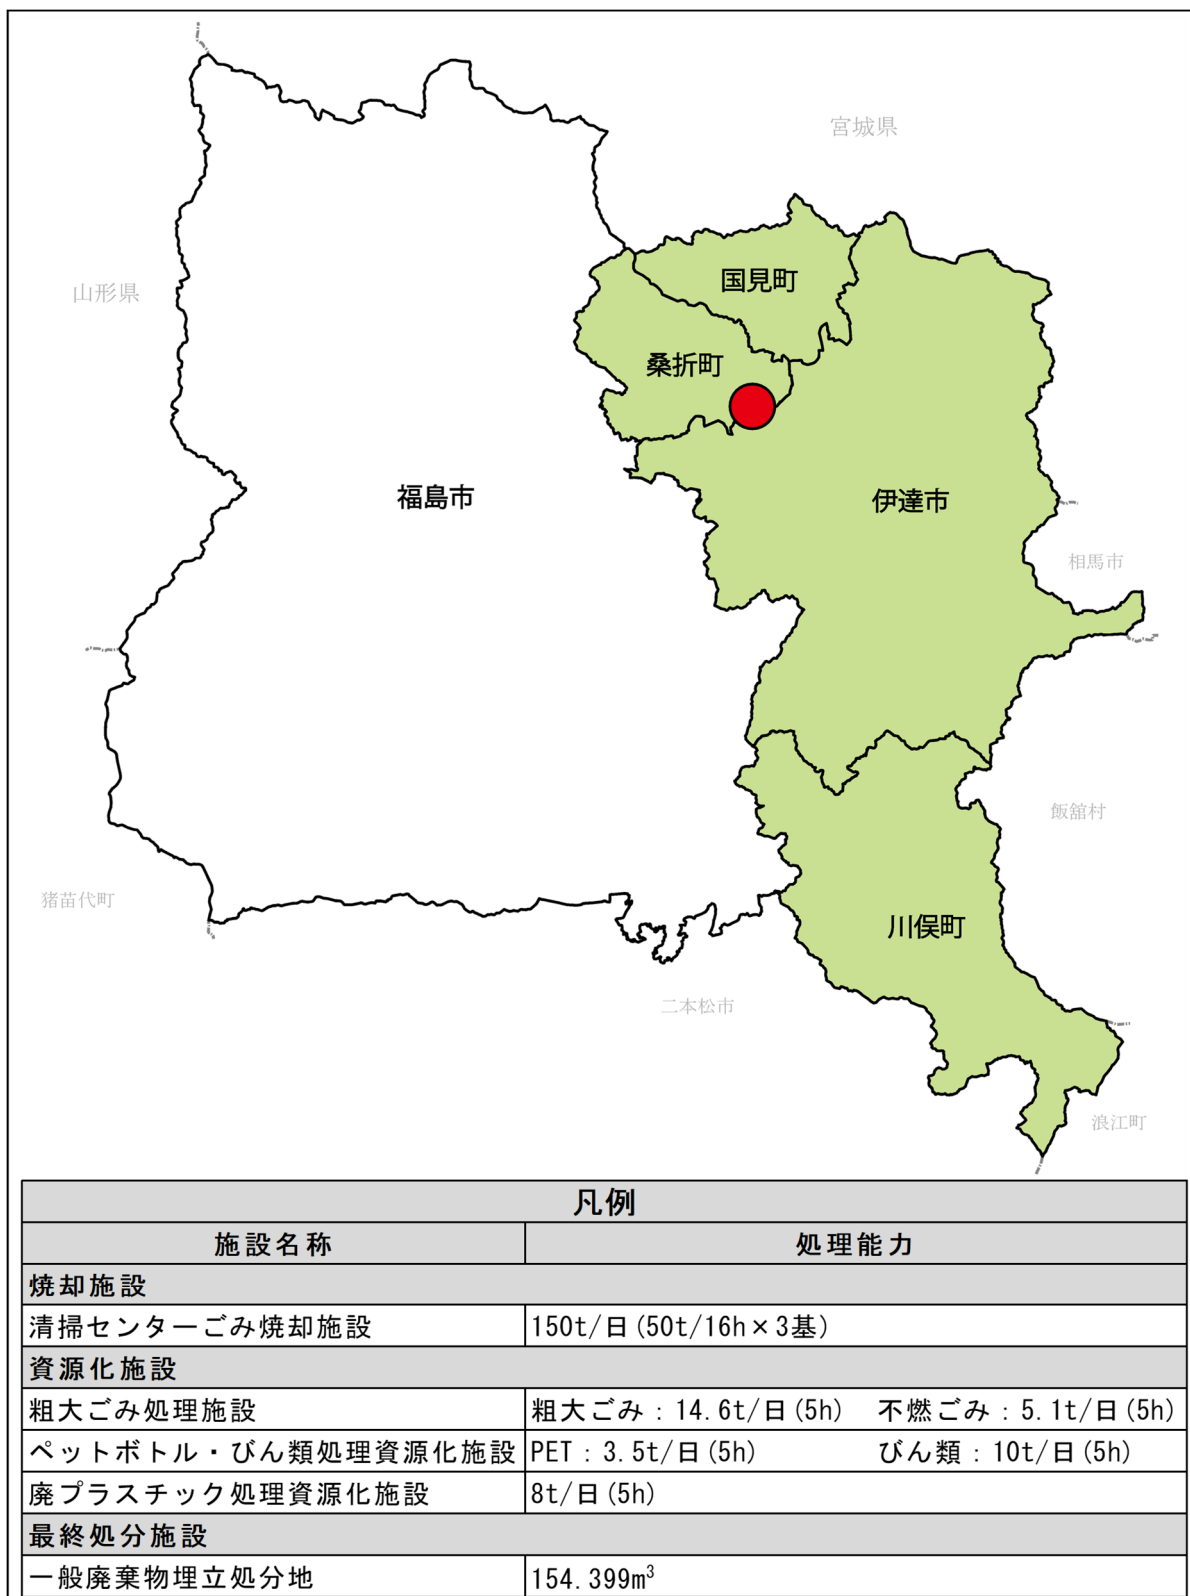 宮城県
山形県
国見町
桑折町
福島市
伊達市
相馬市
飯舘村
猪苗代町
川俣町
二本松市
浪江町
凡例
施設名称 処理能力
焼却施設
清掃センターごみ焼却施設 150t/日(50t/16h×3基)
資源化施設
粗大ごみ処理施設 粗大ごみ：14.6t/日(5h) 不燃ごみ：5.1t/日(5h)
ペットボトル・びん類処理資源化施設 PET：3.5t/日(5h) びん類：10t/日(5h)
廃プラスチック処理資源化施設 8t/日(5h)
最終処分施設
一般廃棄物埋立処分地 154.399m³